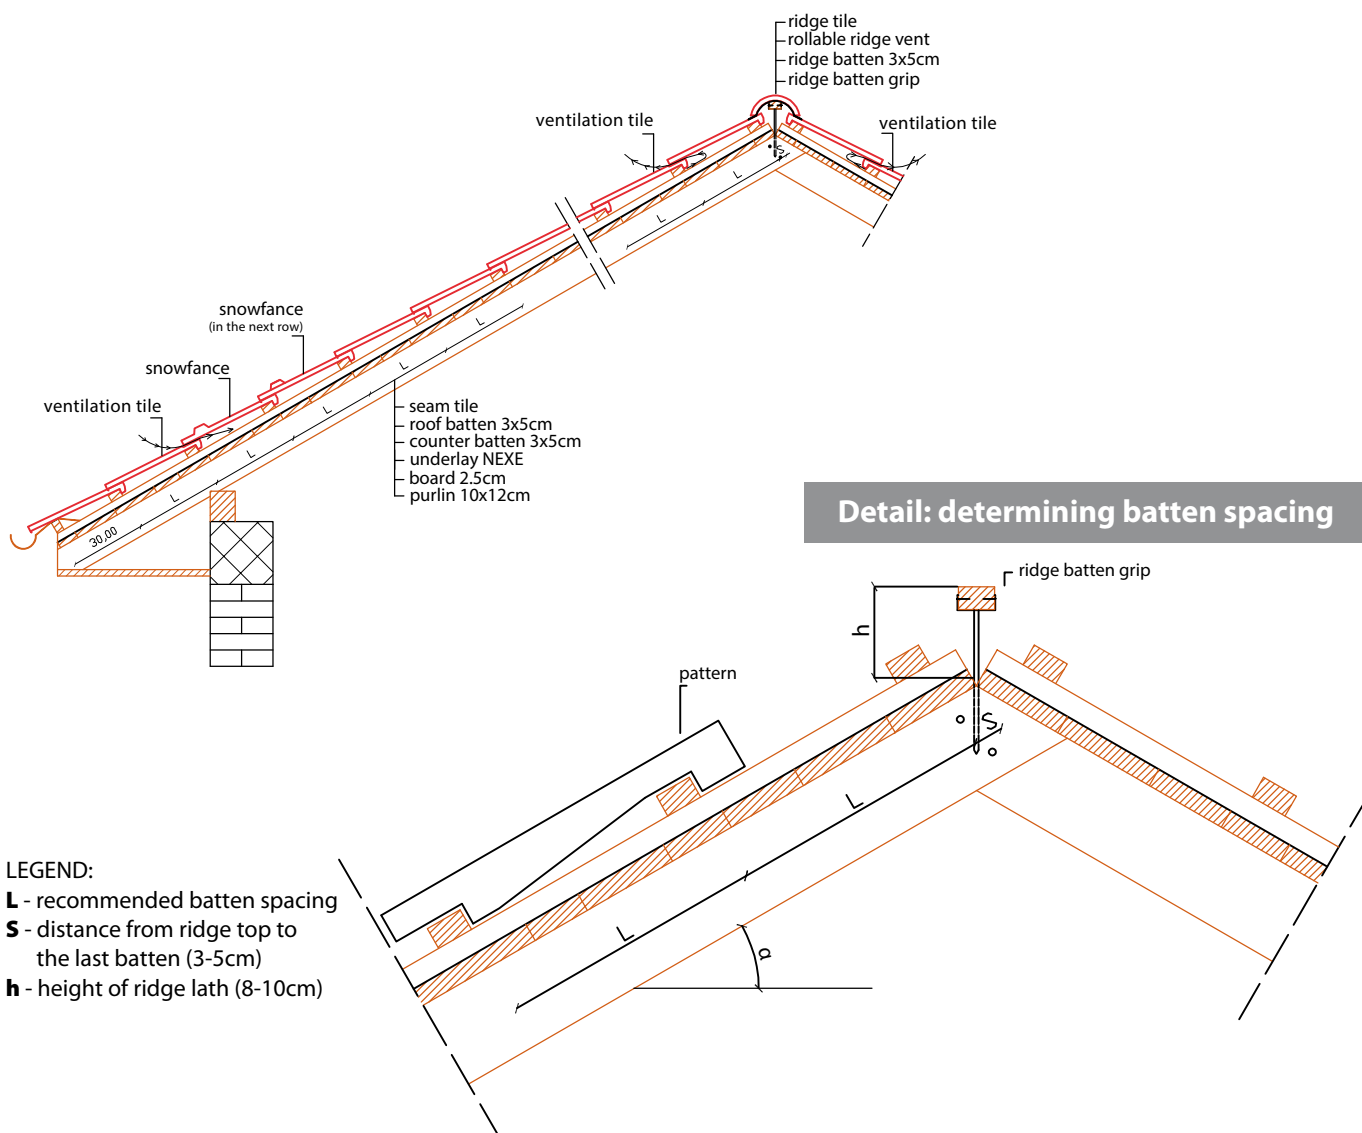 ridge tile
rollable ridge vent
ridge batten 3x5cm
ridge batten grip
ventilation tile
ventilation tile
S
L
L
snowfance
(in the next row)
L
snowfance
L
ventilation tile
L
seam tile
roof batten 3x5cm
counter batten 3x5cm
underlay NEXE
board 2.5cm
purlin 10x12cm
L
L
30,00
Detail: determining batten spacing
ridge batten grip
h
pattern
S
L
L
α
LEGEND:
L - recommended batten spacing
S - distance from ridge top to
the last batten (3-5cm)
h - height of ridge lath (8-10cm)